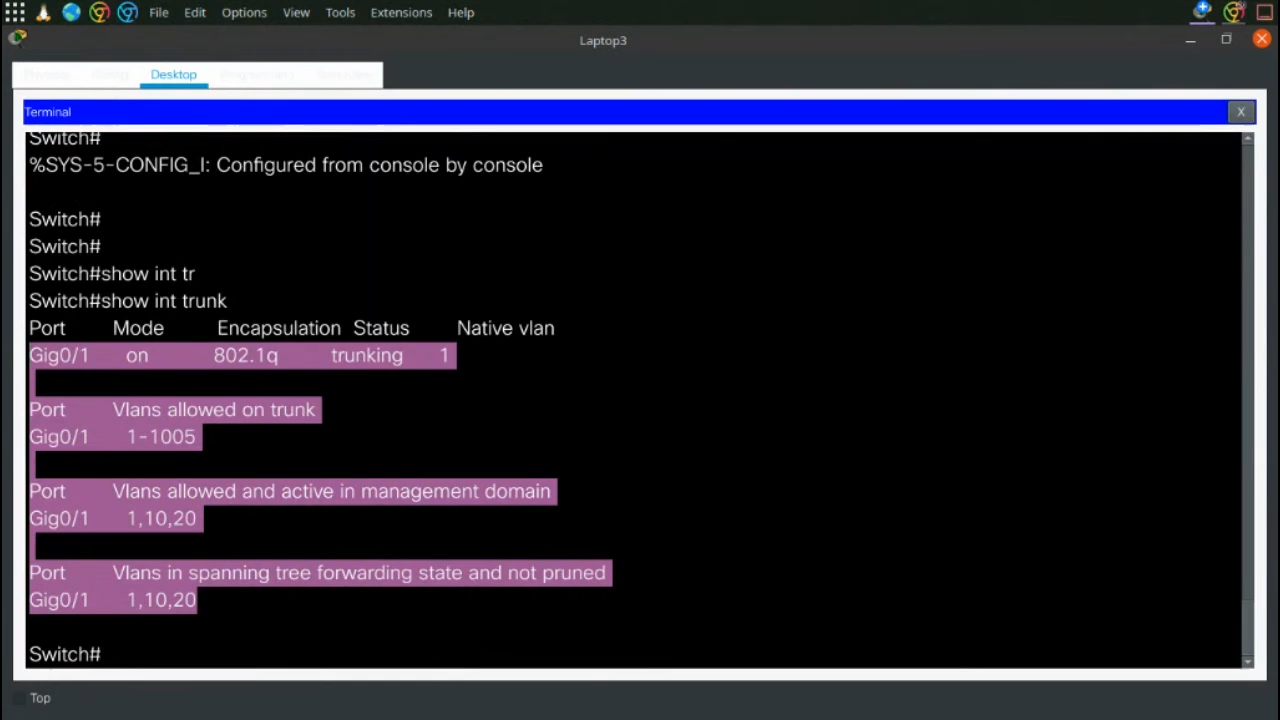 File Edit Options View Tools Extensions Help
Laptop3
Desktop
Terminal
X
Switch#
%SYS-5-CONFIG_I: Configured from console by console
Switch#
Switch#
Switch#show int tr
Switch#show int trunk
Port Mode Encapsulation Status Native vlan
Gig0/1 on 802.1q trunking 1
Port Vlans allowed on trunk
Gig0/1 1-1005
Port Vlans allowed and active in management domain
Gig0/1 1,10,20
Port Vlans in spanning tree forwarding state and not pruned
Gig0/1 1,10,20
Switch#
Top